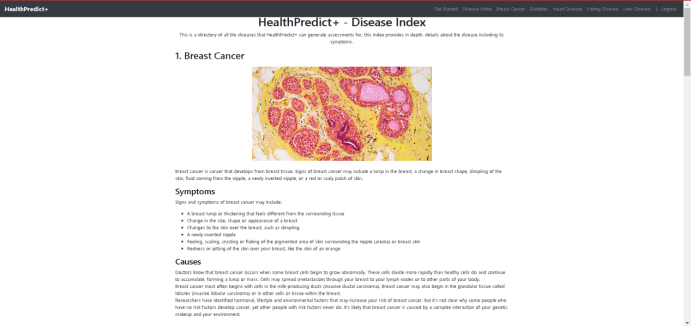 HealthPredict+
Get Started Disease Index Breast Cancer Diabetes Heart Disease Kidney Disease Liver Disease | Logout
HealthPredict+ - Disease Index
This is a directory of all the diseases that HealthPredict+ can generate assessments for, this index provides in depth, details about the disease including its
symptoms.
1. Breast Cancer
Breast cancer is cancer that develops from breast tissue. Signs of breast cancer may include a lump in the breast, a change in breast shape, dimpling of the
skin, fluid coming from the nipple, a newly inverted nipple, or a red or scaly patch of skin.
Symptoms
Signs and symptoms of breast cancer may include:
• A breast lump or thickening that feels different from the surrounding tissue
• Change in the size, shape or appearance of a breast
• Changes to the skin over the breast, such as dimpling
• A newly inverted nipple
• Peeling, scaling, crusting or flaking of the pigmented area of skin surrounding the nipple (areola) or breast skin
• Redness or pitting of the skin over your breast, like the skin of an orange
Causes
Doctors know that breast cancer occurs when some breast cells begin to grow abnormally. These cells divide more rapidly than healthy cells do and continue
to accumulate, forming a lump or mass. Cells may spread (metastasize) through your breast to your lymph nodes or to other parts of your body.
Breast cancer most often begins with cells in the milk-producing ducts (invasive ductal carcinoma). Breast cancer may also begin in the glandular tissue called
lobules (invasive lobular carcinoma) or in other cells or tissue within the breast.
Researchers have identified hormonal, lifestyle and environmental factors that may increase your risk of breast cancer. But it's not clear why some people who
have no risk factors develop cancer, yet other people with risk factors never do. It's likely that breast cancer is caused by a complex interaction of your genetic
makeup and your environment.